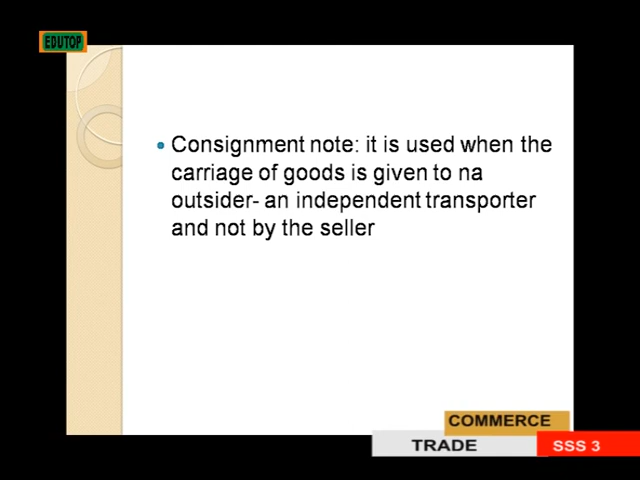 EDUTOP
Consignment note: it is used when the
carriage of goods is given to na
outsider- an independent transporter
and not by the seller
COMMERCE
TRADE
SSS 3